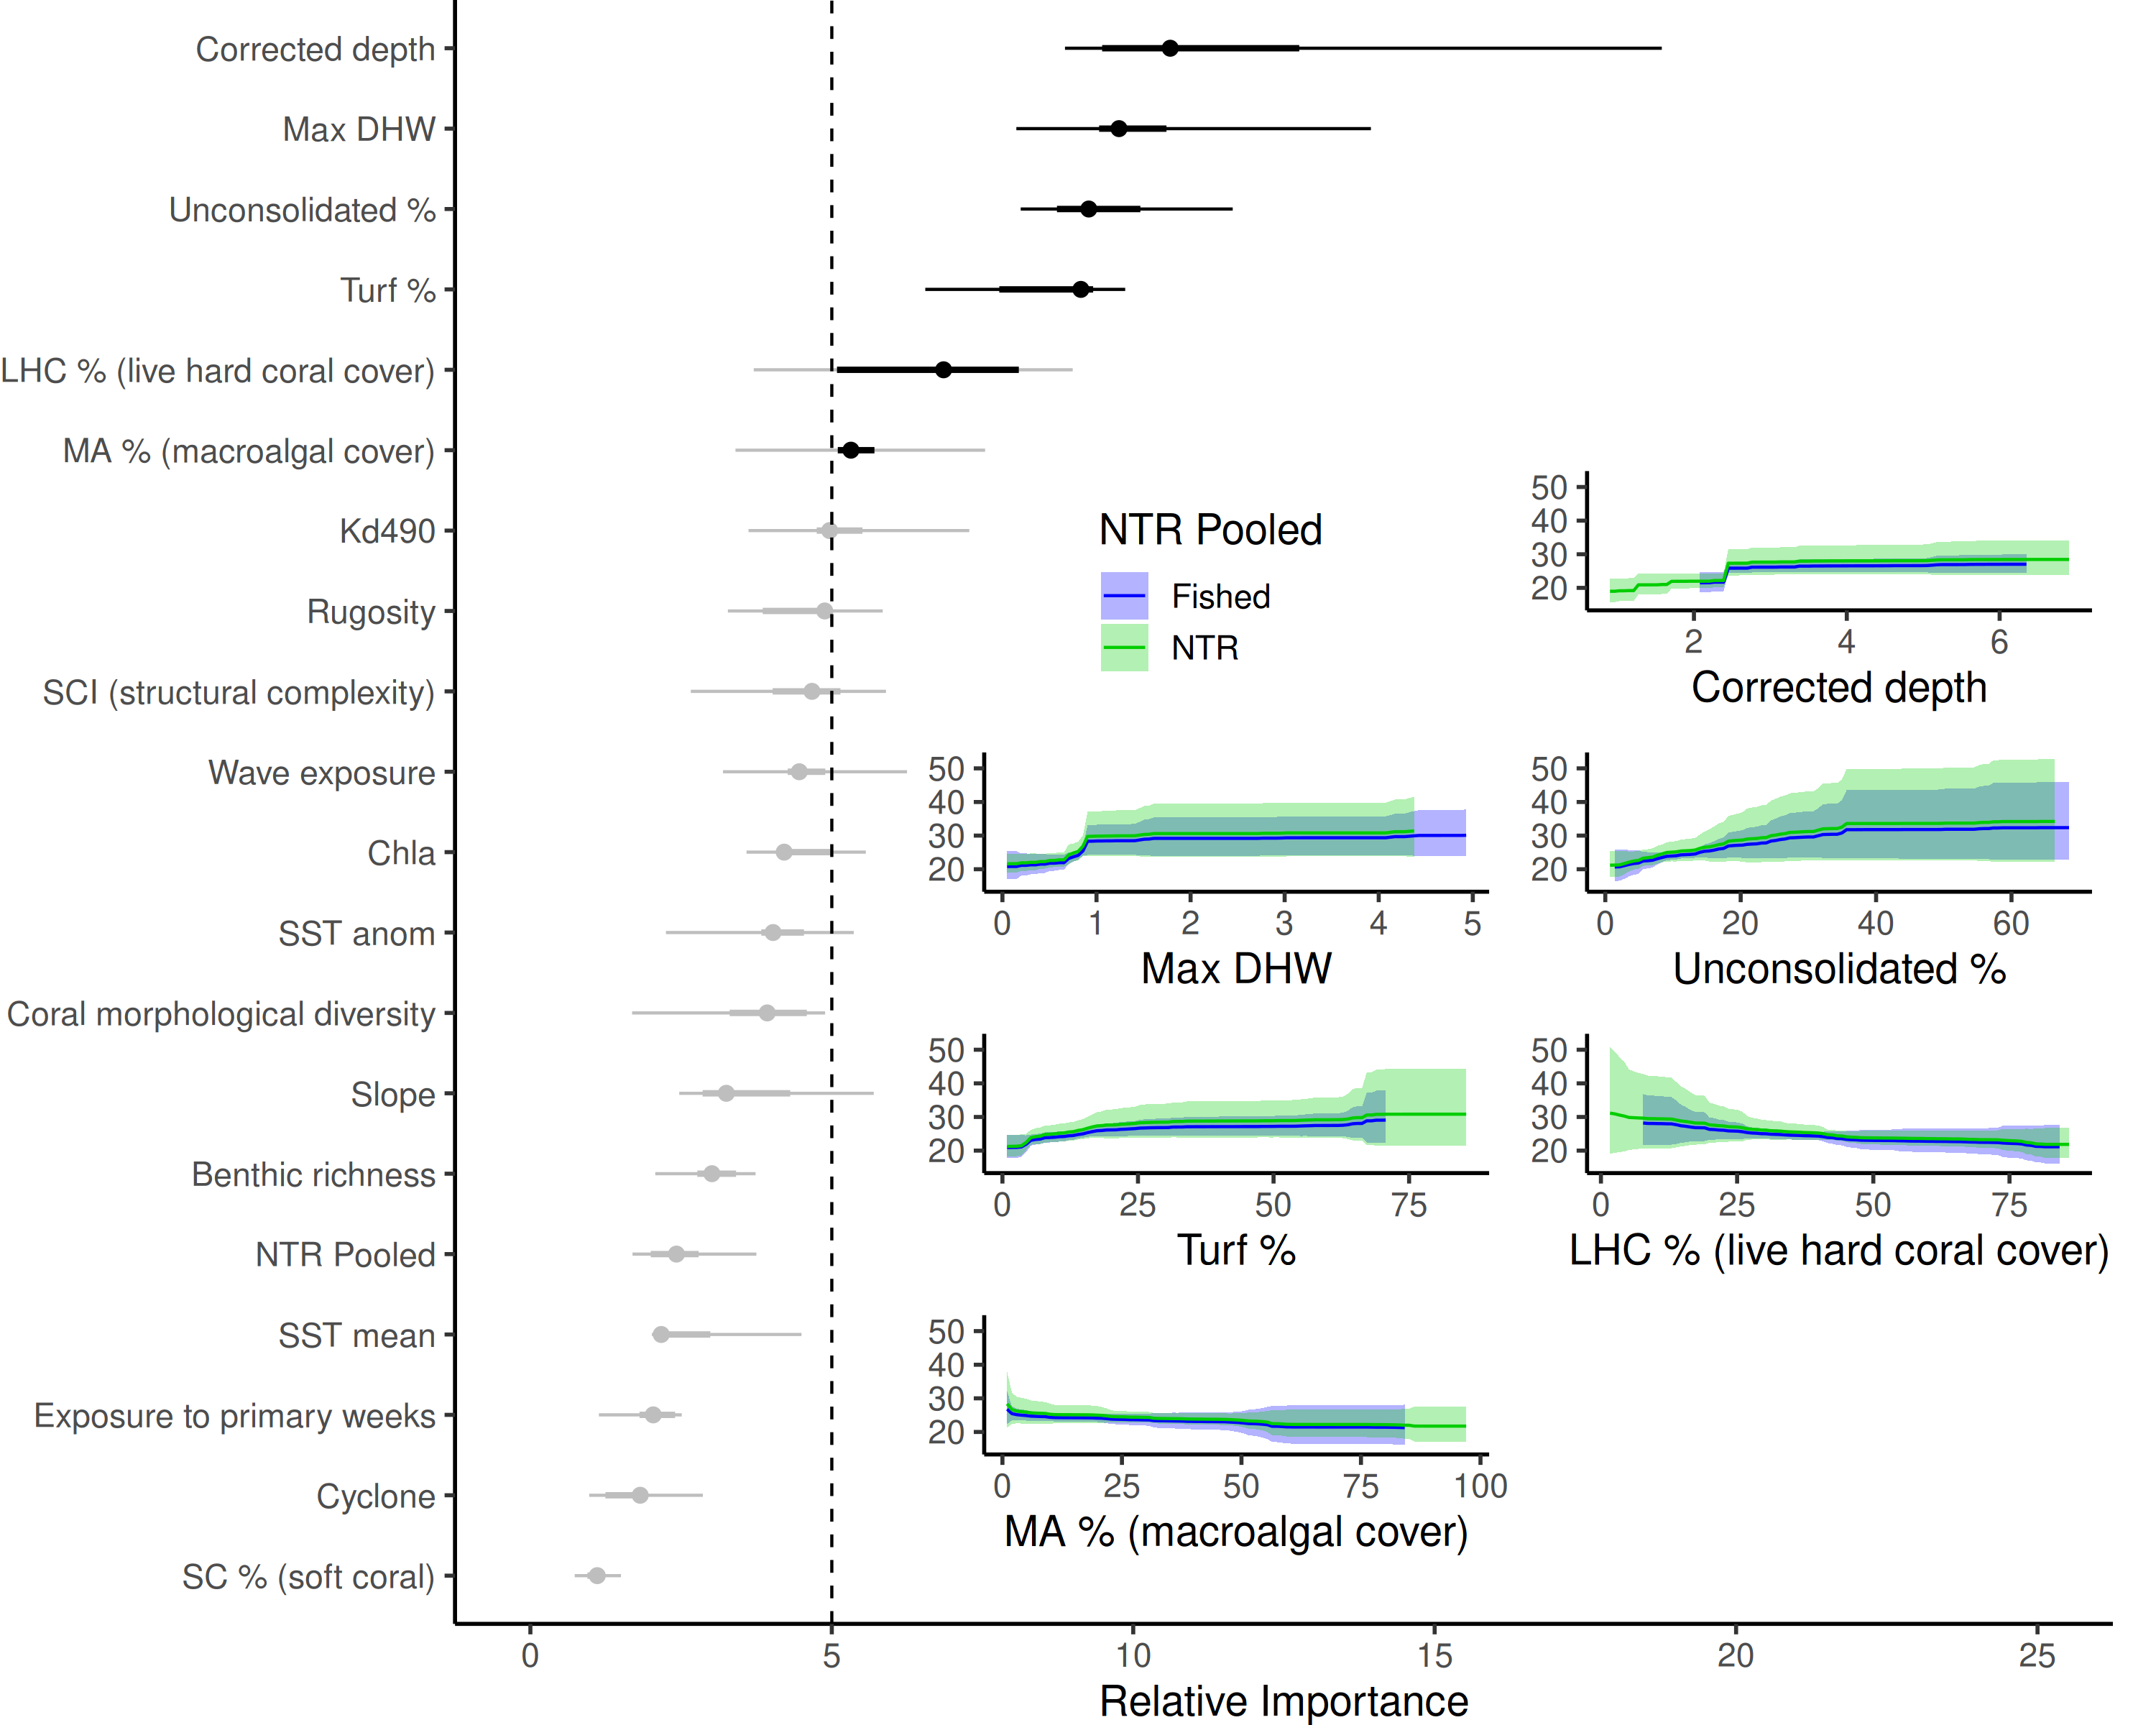 Corrected depth
Max DHW
Unconsolidated %
Turf %
LHC % (live hard coral cover)
MA % (macroalgal cover)
Kd490
Rugosity
SCI (structural complexity)
Wave exposure
Chla
SST anom
Coral morphological diversity
Slope
Benthic richness
NTR Pooled
SST mean
Exposure to primary weeks
Cyclone
SC % (soft coral)
0 5 10 15 20 25
Relative Importance
NTR Pooled
Fished
NTR
50
40
30
20
2 4 6
Corrected depth
50
40
30
20
0 1 2 3 4 5
Max DHW
50
40
30
20
0 20 40 60
Unconsolidated %
50
40
30
20
0 25 50 75
Turf %
50
40
30
20
0 25 50 75
LHC % (live hard coral cover)
50
40
30
20
0 25 50 75 100
MA % (macroalgal cover)